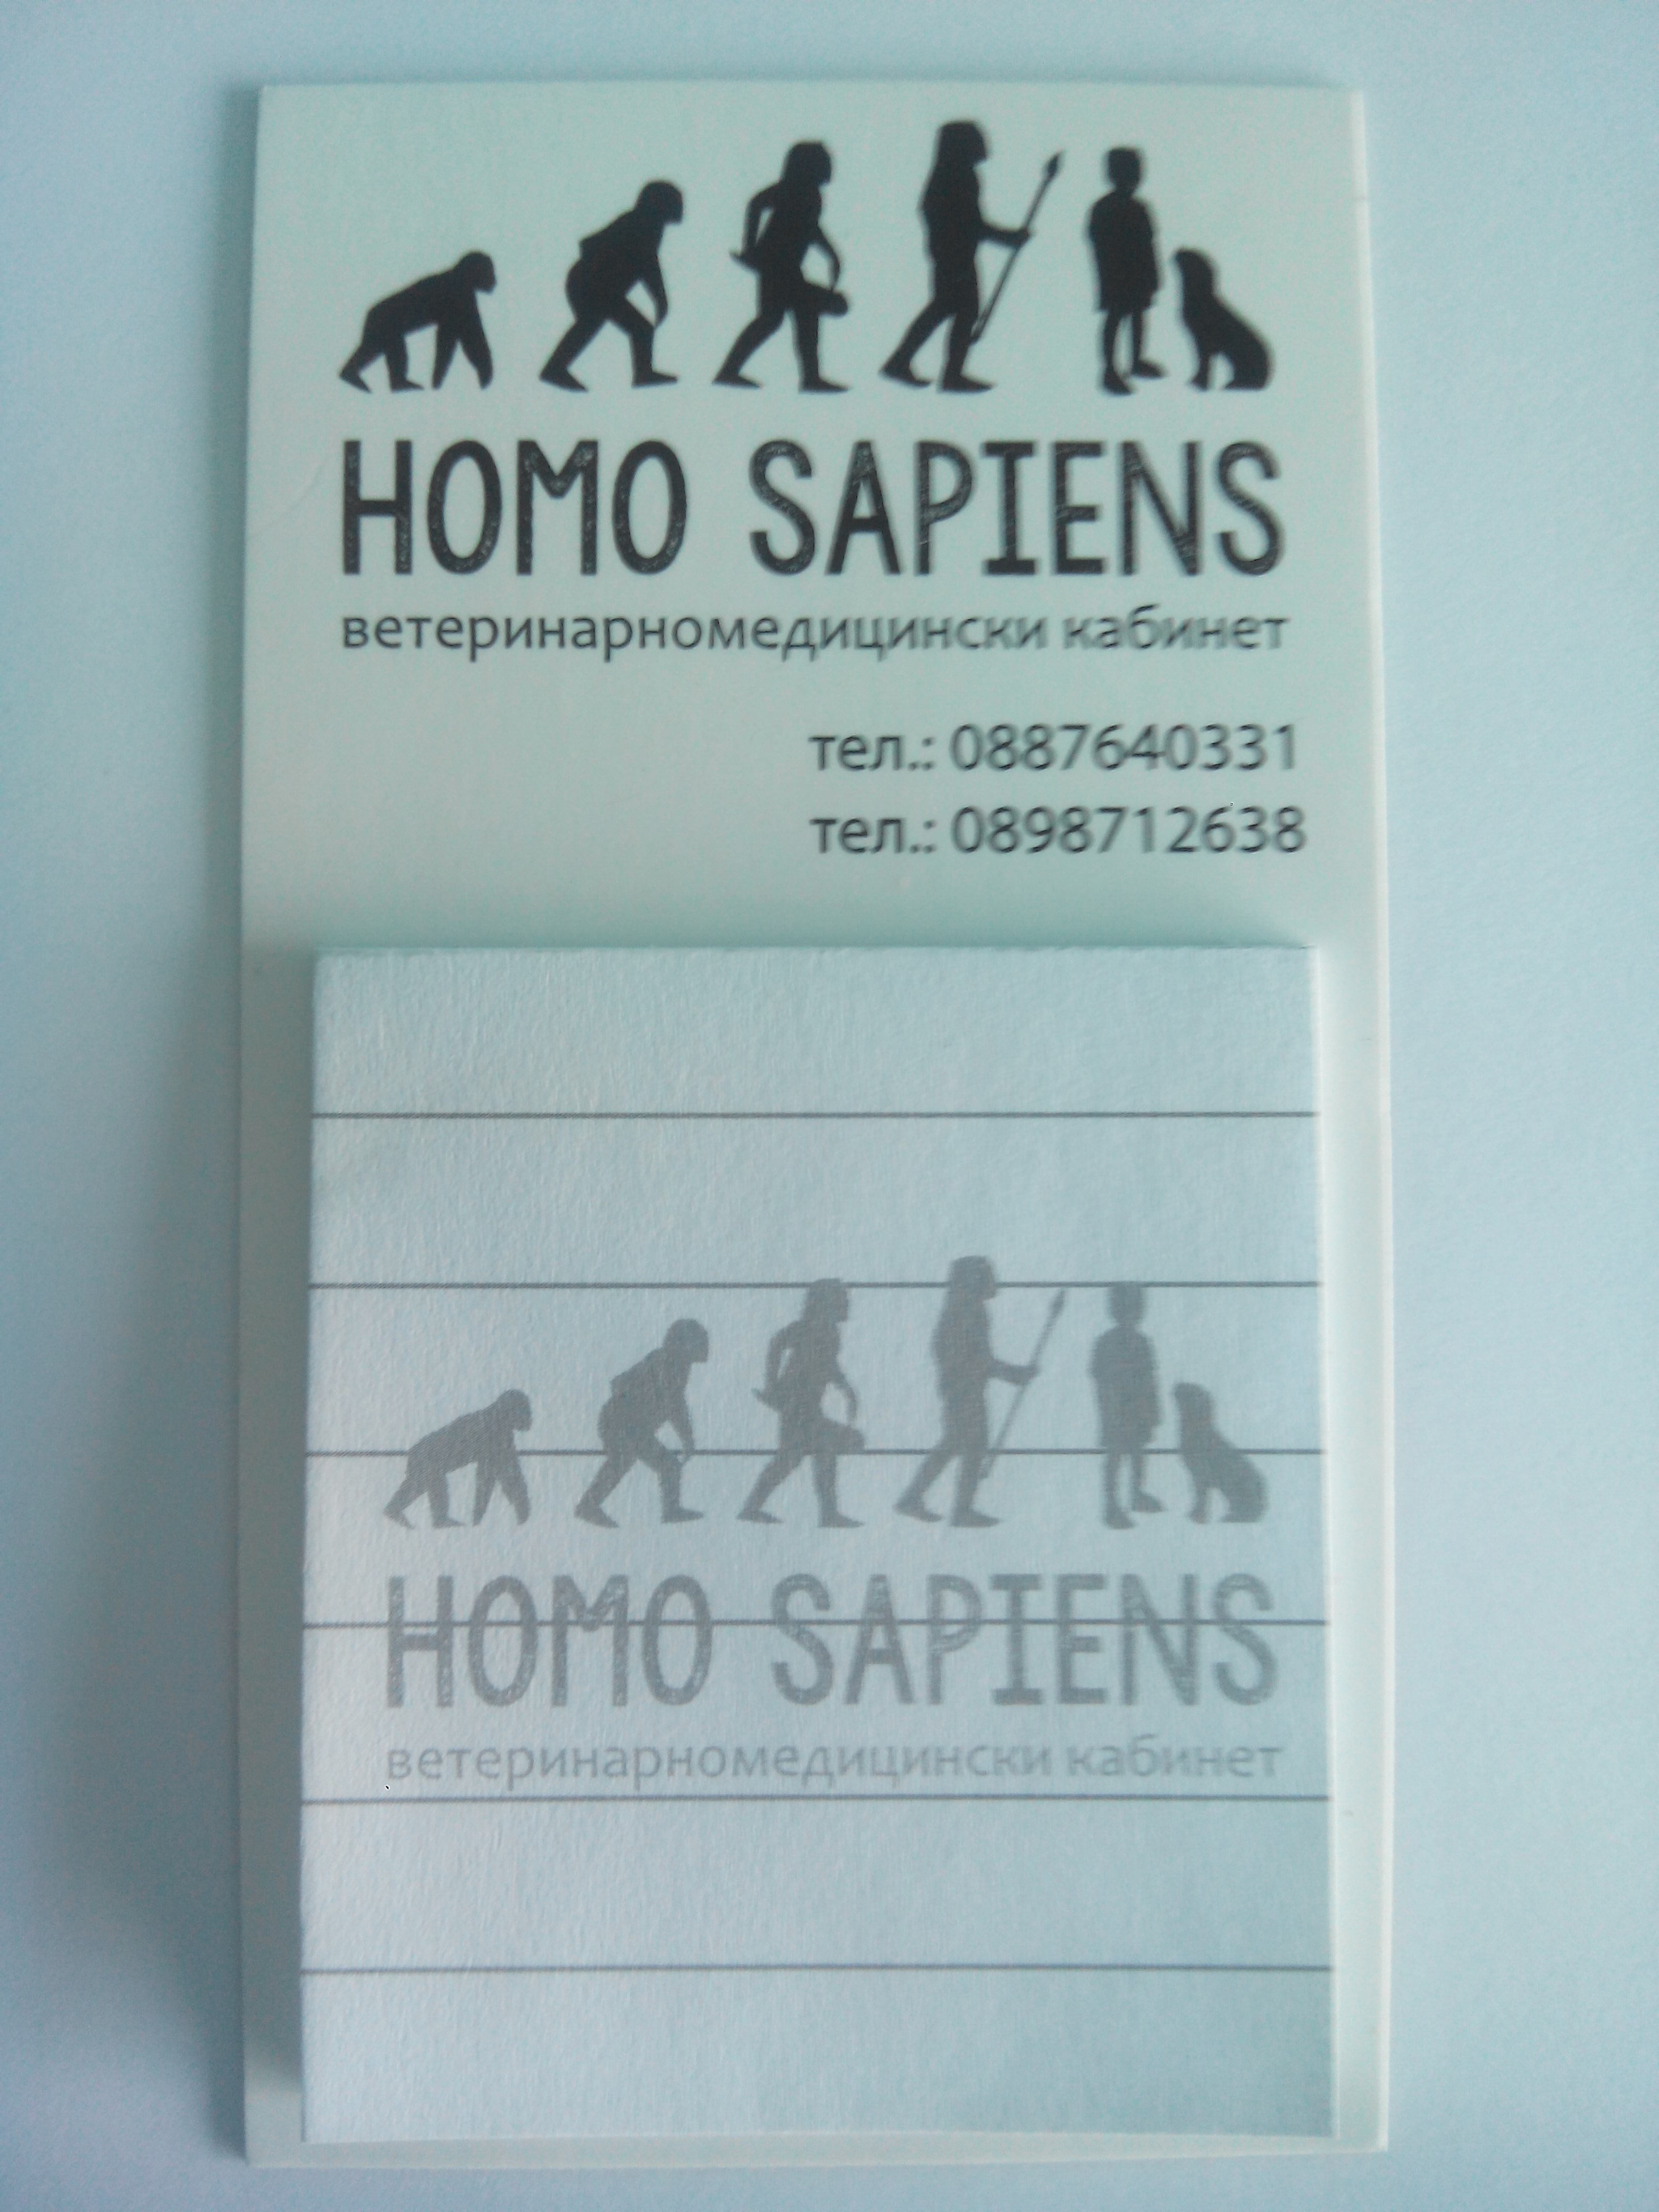 HOMO SAPIENS
ветеринарномедицински кабинет
тел.: 0887640331
тел.: 0898712638
HOMO SAPIENS
ветеринарномедицински кабинет